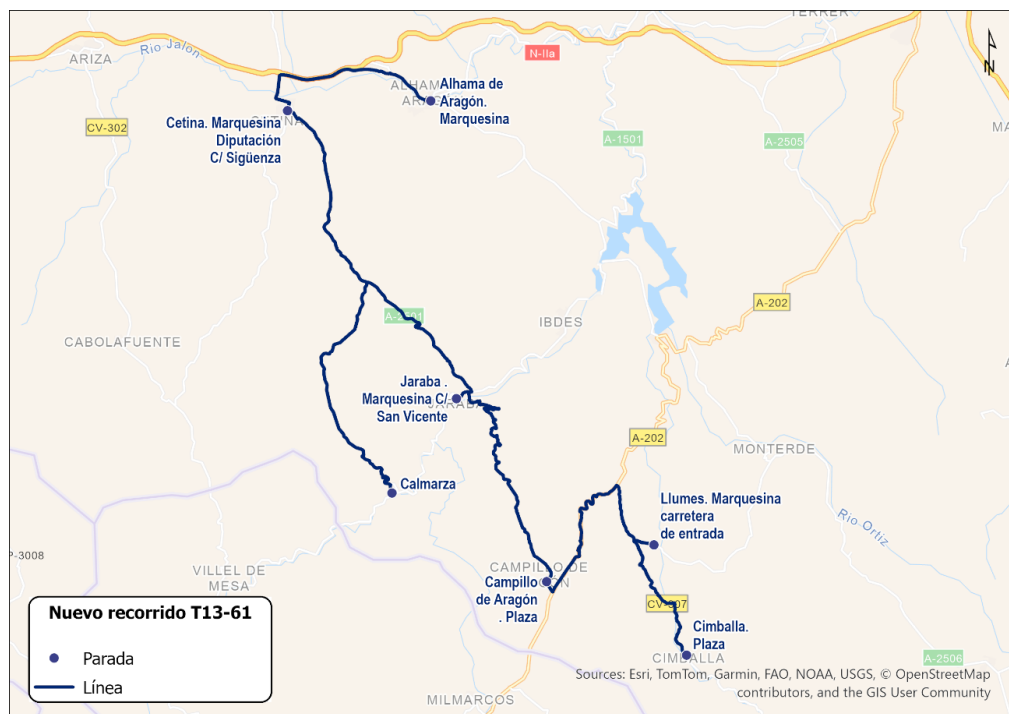 TERRER
N-IIa
Rio Jalon
ARIZA
N
Alhama de
Aragón.
Marquesina
Cetina. Marquesina
Diputación
C/ Sigüenza
CV-302
A-1501
A-2505
A-202
IBDES
CABOLAFUENTE
Jaraba .
Marquesina C/
San Vicente
A-202
MONTERDE
Calmarza
Llumes. Marquesina
carretera
de entrada
Rio Ortiz
P-3008
VILLEL DE
MESA
CAMPILLO DE
Campillo
de Aragón
. Plaza
Cimballa.
Plaza
CIMBALLA
A-2506
MILMARCOS
Nuevo recorrido T13-61
Parada
Línea
Sources: Esri, TomTom, Garmin, FAO, NOAA, USGS, © OpenStreetMap
contributors, and the GIS User Community